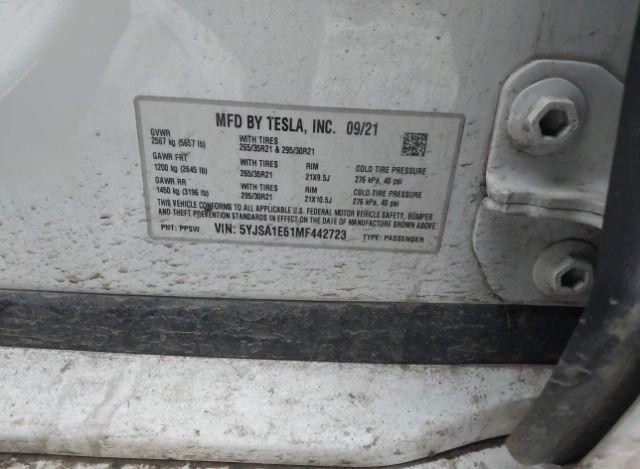 MFD BY TESLA, INC. 09/21
GVWR WITH TIRES
2567 kg (5657 lb) 265/35R21 & 295/30R21
GAWR FRT WITH TIRES RIM COLD TIRE PRESSURE
1200 kg (2645 lb) 265/35R21 21X9.5J 276 kPa, 40 psi
GAWR RR WITH TIRES RIM COLD TIRE PRESSURE
1450 kg (3196 lb) 295/30R21 21X10.5J 276 kPa, 40 psi
THIS VEHICLE CONFORMS TO ALL APPLICABLE U.S. FEDERAL MOTOR VEHICLE SAFETY, BUMPER
AND THEFT PREVENTION STANDARDS IN EFFECT ON THE DATE OF MANUFACTURE SHOWN ABOVE.
PNT: PPSW VIN: 5YJSA1E61MF442723 TYPE: PASSENGER